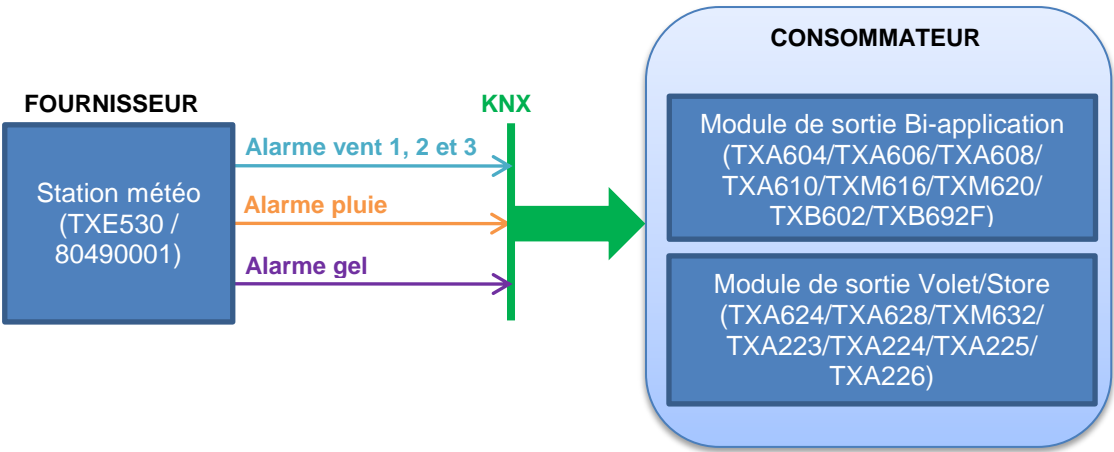 FOURNISSEUR
Station météo
(TXE530 /
80490001)
Alarme vent 1, 2 et 3
Alarme pluie
Alarme gel
KNX
CONSOMMATEUR
Module de sortie Bi-application
(TXA604/TXA606/TXA608/
TXA610/TXM616/TXM620/
TXB602/TXB692F)
Module de sortie Volet/Store
(TXA624/TXA628/TXM632/
TXA223/TXA224/TXA225/
TXA226)